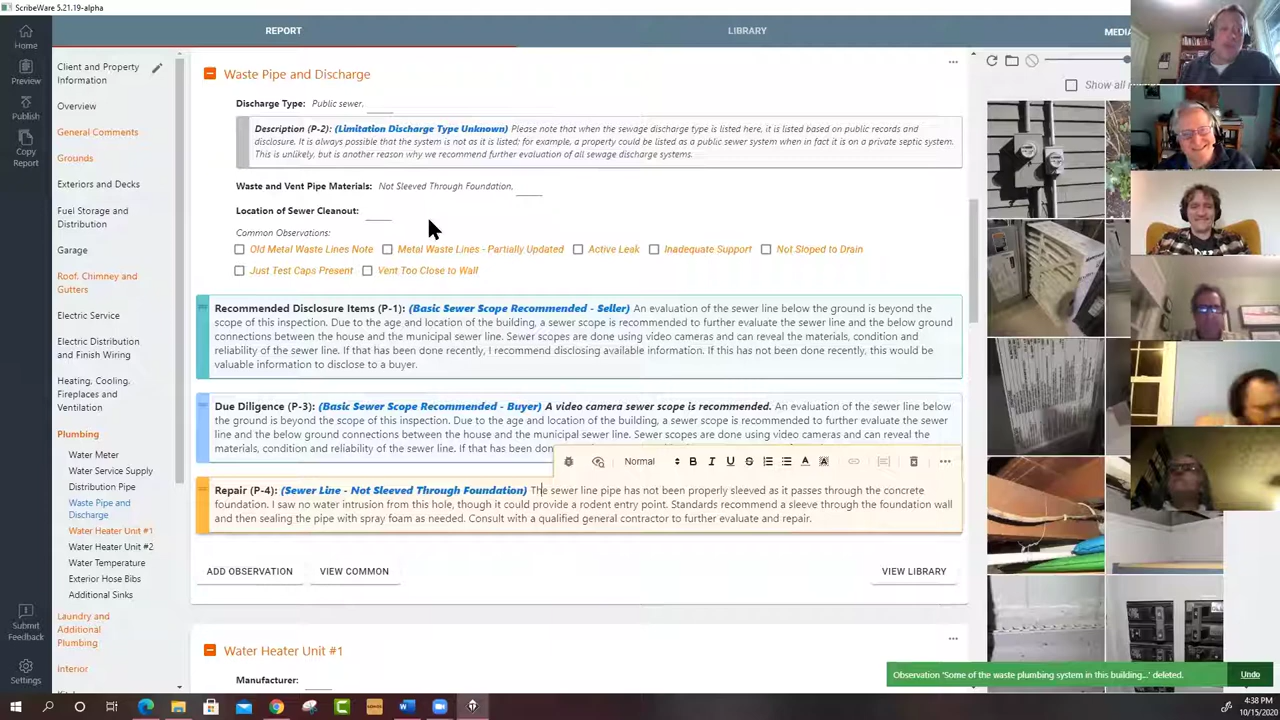 ScribeWare 5.21.19-alpha
Home
Preview
Publish
Copy
Report
Submit
Feedback
Settings
REPORT
LIBRARY
MEDIA
Client and Property
Information
Overview
General Comments
Grounds
Exteriors and Decks
Fuel Storage and
Distribution
Garage
Roof, Chimney and
Gutters
Electric Service
Electric Distribution
and Finish Wiring
Heating, Cooling,
Fireplaces and
Ventilation
Plumbing
Water Meter
Water Service Supply
Distribution Pipe
Waste Pipe and
Discharge
Water Heater Unit #1
Water Heater Unit #2
Water Temperature
Exterior Hose Bibs
Additional Sinks
Laundry and
Additional
Plumbing
Interior
Waste Pipe and Discharge
Discharge Type: Public sewer,
Description (P-2): (Limitation Discharge Type Unknown) Please note that when the sewage discharge type is listed here, it is listed based on public records and
disclosure. It is always possible that the system is not as it is listed; for example, a property could be listed as a public sewer system when in fact it is on a private septic system.
This is unlikely, but is another reason why we recommend further evaluation of all sewage discharge systems.
Waste and Vent Pipe Materials: Not Sleeved Through Foundation,
Location of Sewer Cleanout:
Common Observations:
Old Metal Waste Lines Note Metal Waste Lines - Partially Updated Active Leak Inadequate Support Not Sloped to Drain
Just Test Caps Present Vent Too Close to Wall
Recommended Disclosure Items (P-1): (Basic Sewer Scope Recommended - Seller) An evaluation of the sewer line below the ground is beyond the
scope of this inspection. Due to the age and location of the building, a sewer scope is recommended to further evaluate the sewer line and the below ground
connections between the house and the municipal sewer line. Sewer scopes are done using video cameras and can reveal the materials, condition and
reliability of the sewer line. If that has been done recently, I recommend disclosing available information. If this has not been done recently, this would be
valuable information to disclose to a buyer.
Due Diligence (P-3): (Basic Sewer Scope Recommended - Buyer) A video camera sewer scope is recommended. An evaluation of the sewer line below
the ground is beyond the scope of this inspection. Due to the age and location of the building, a sewer scope is recommended to further evaluate the sewer
line and the below ground connections between the house and the municipal sewer line. Sewer scopes are done using video cameras and can reveal the
materials, condition and reliability of the sewer line. If that has been don
Normal
Repair (P-4): (Sewer Line - Not Sleeved Through Foundation) The sewer line pipe has not been properly sleeved as it passes through the concrete
foundation. I saw no water intrusion from this hole, though it could provide a rodent entry point. Standards recommend a sleeve through the foundation wall
and then sealing the pipe with spray foam as needed. Consult with a qualified general contractor to further evaluate and repair.
ADD OBSERVATION VIEW COMMON VIEW LIBRARY
Water Heater Unit #1
Manufacturer:
Show all
Observation 'Some of the waste plumbing system in this building...' deleted. Undo
4:38 PM
10/15/2020